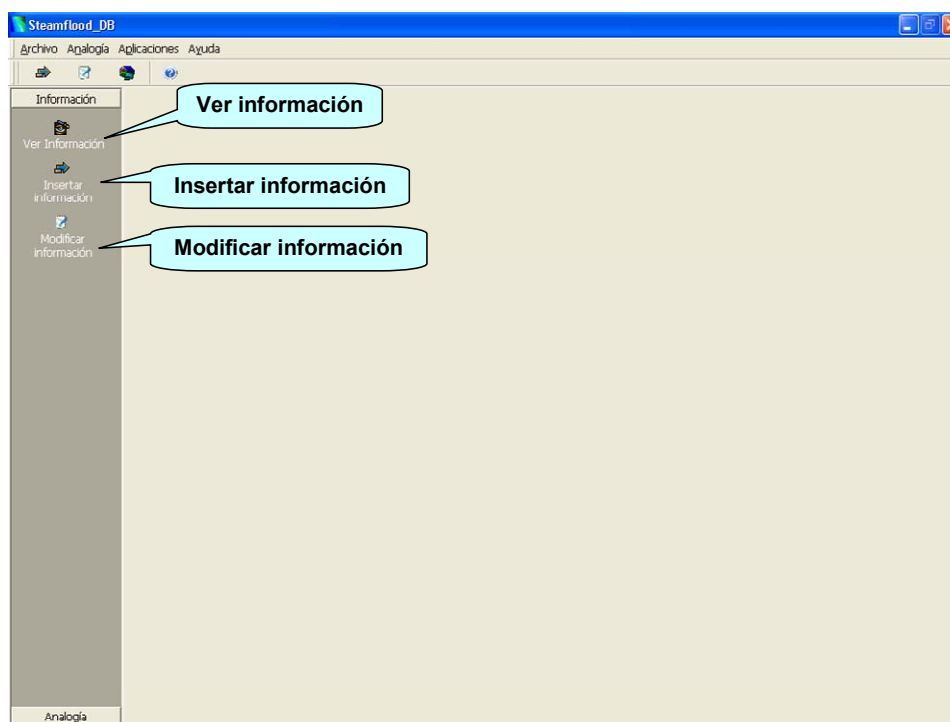 Steamflood_DB
Archivo Analogía Aplicaciones Ayuda
Información
Ver información
Ver Información
Insertar información
Insertar
información
Modificar información
Modificar
información
Analogía